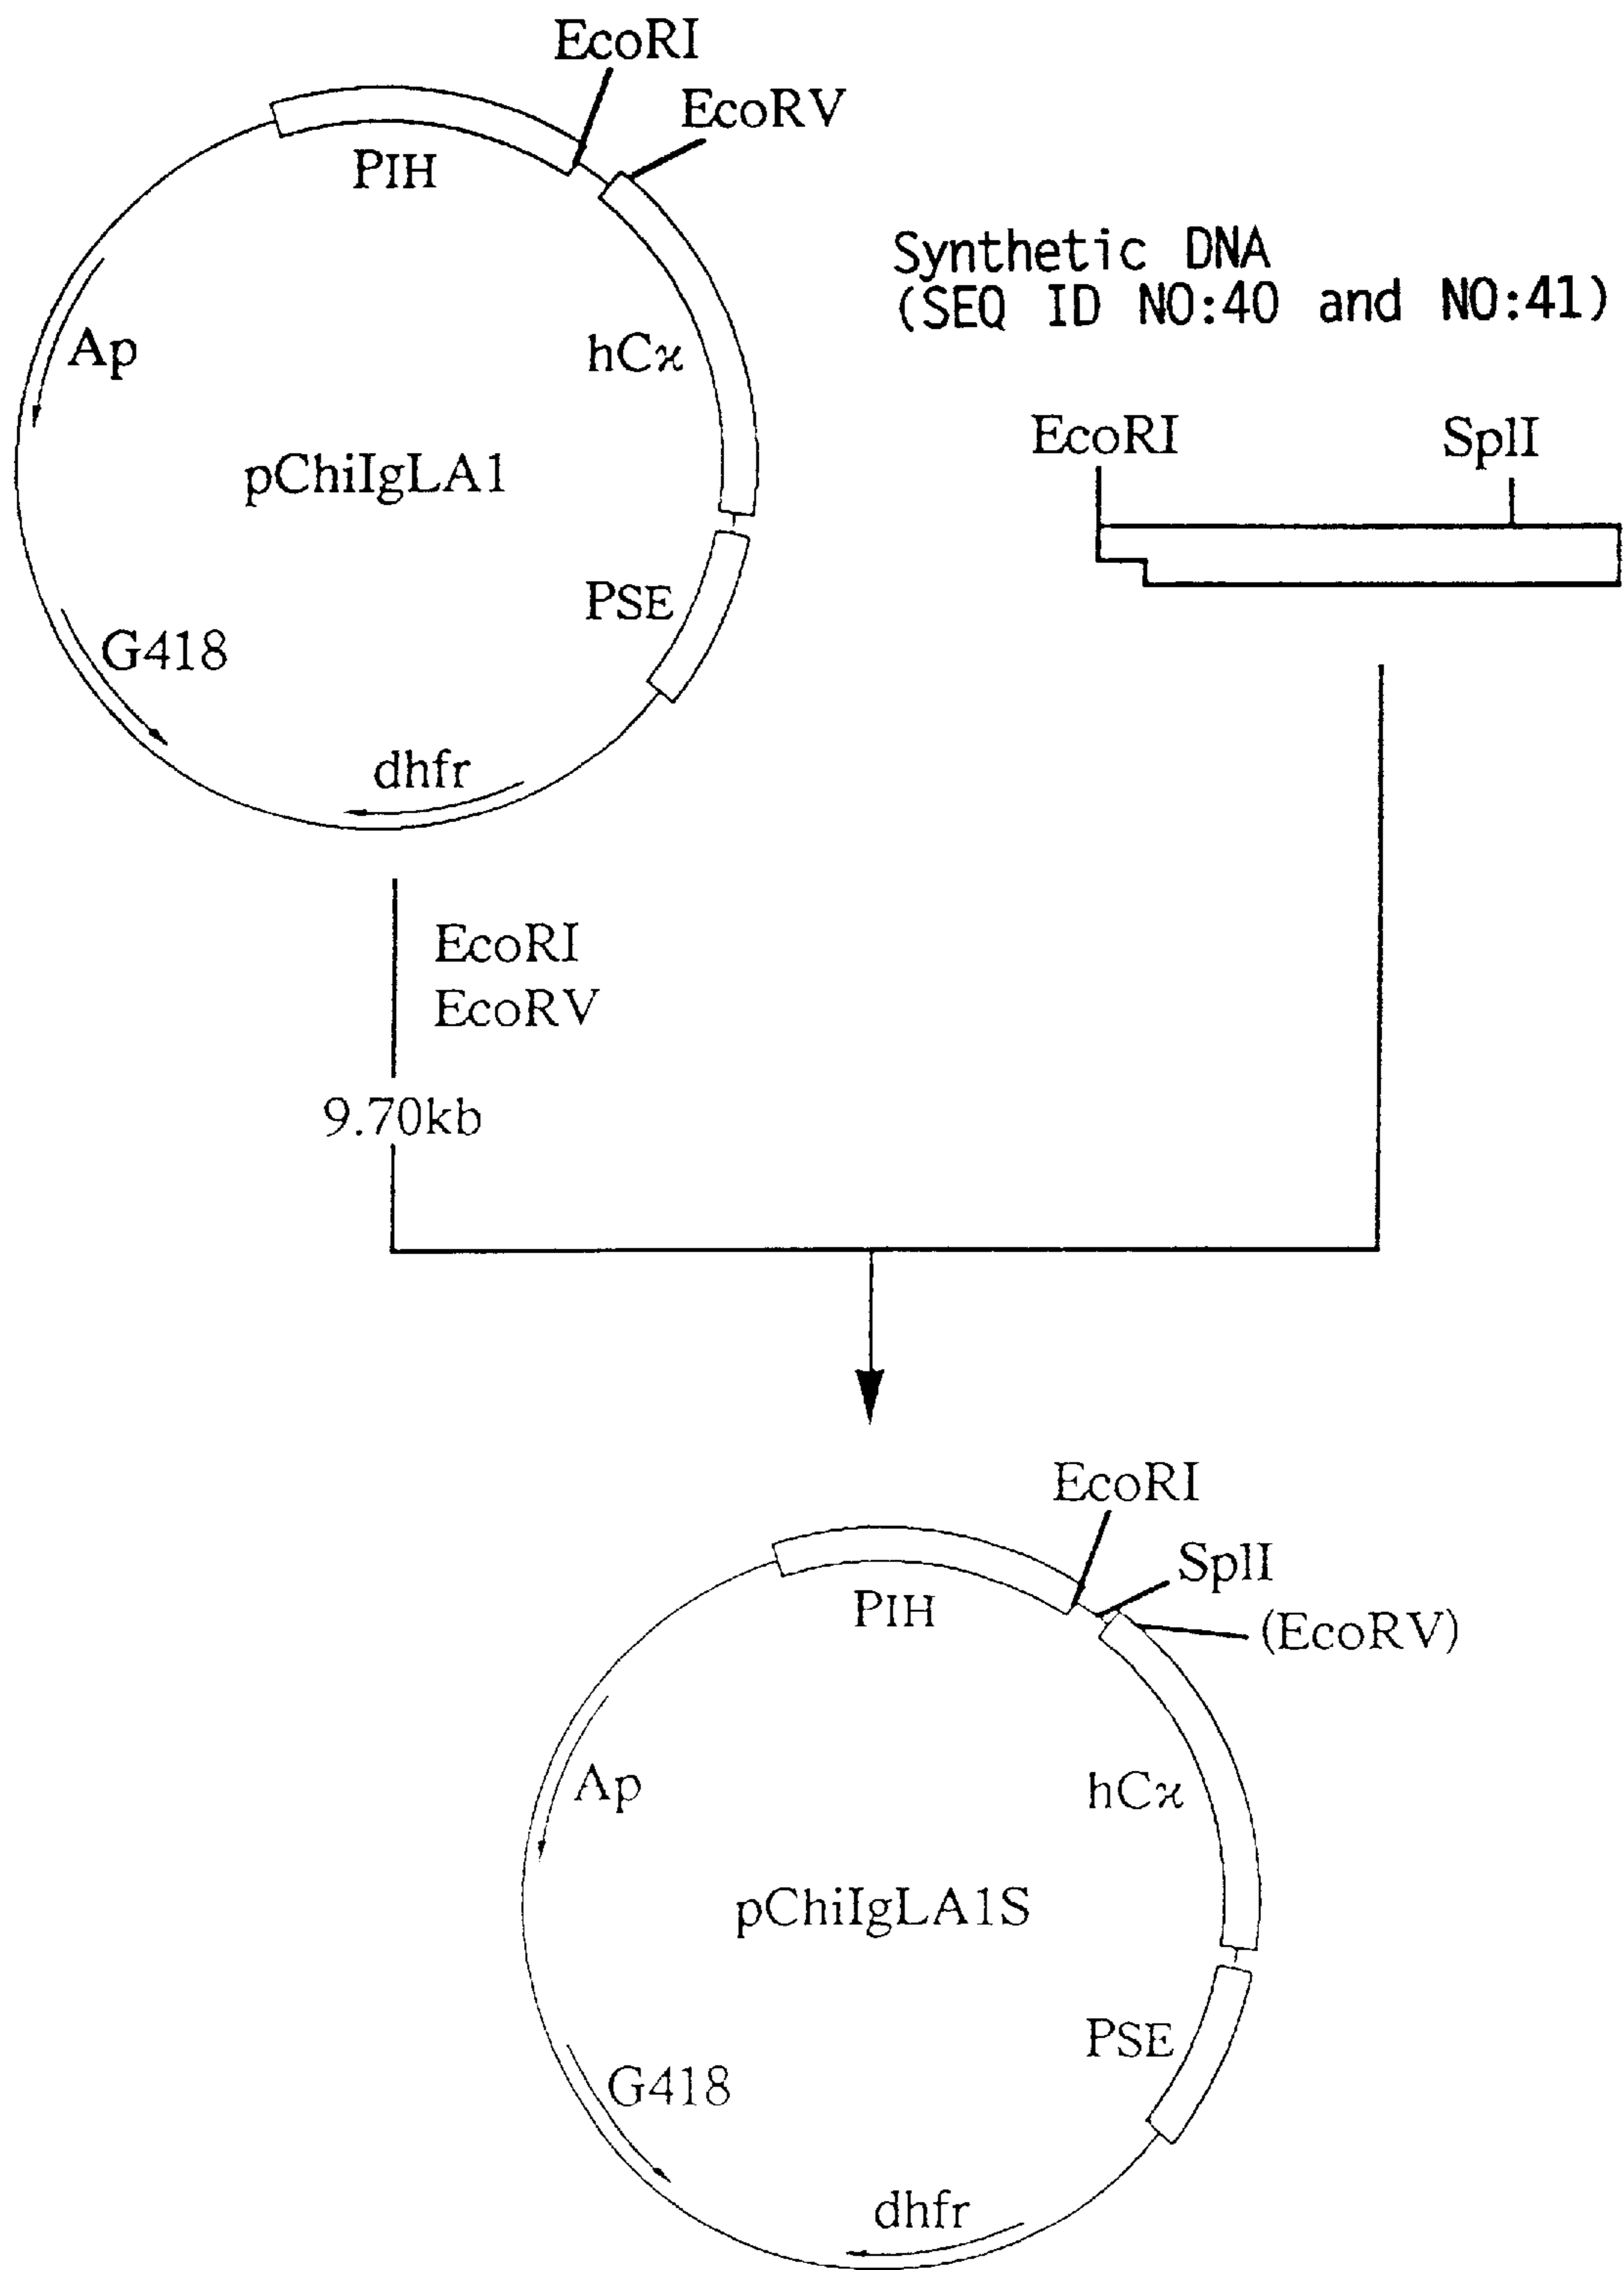 EcoRI
EcoRV
PIH
Synthetic DNA
(SEQ ID NO:40 and NO:41)
Ap
hCϰ
EcoRI
SplI
pChiIgLA1
PSE
G418
dhfr
EcoRI
EcoRV
9.70kb
EcoRI
SplI
(EcoRV)
PIH
Ap
hCϰ
pChiIgLA1S
PSE
G418
dhfr